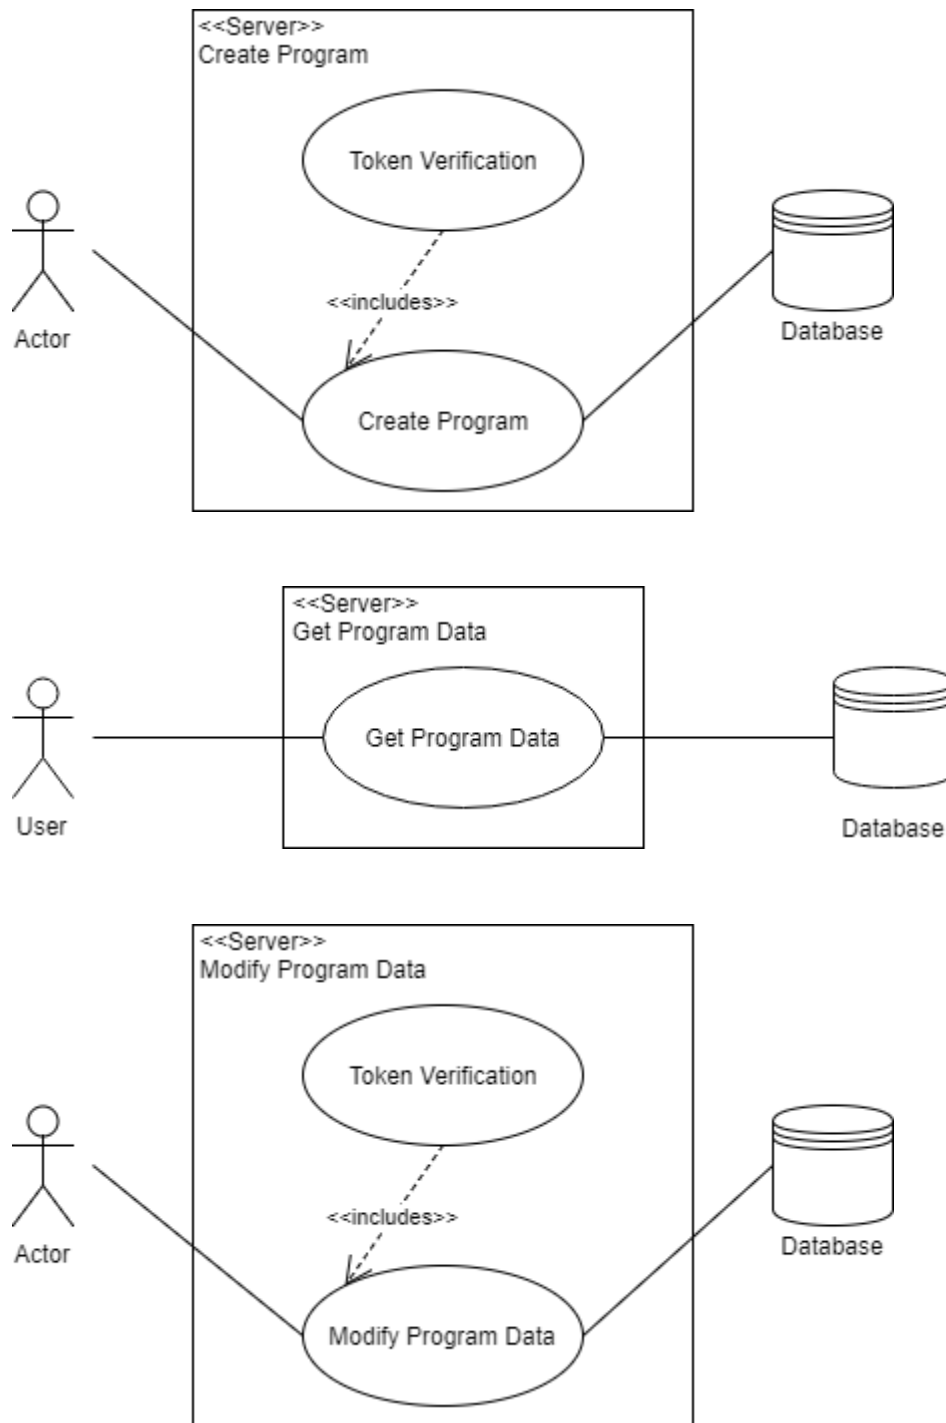 <<Server>>
Create Program
Token Verification
<<includes>>
Actor
Database
Create Program
<<Server>>
Get Program Data
Get Program Data
User
Database
<<Server>>
Modify Program Data
Token Verification
<<includes>>
Actor
Database
Modify Program Data